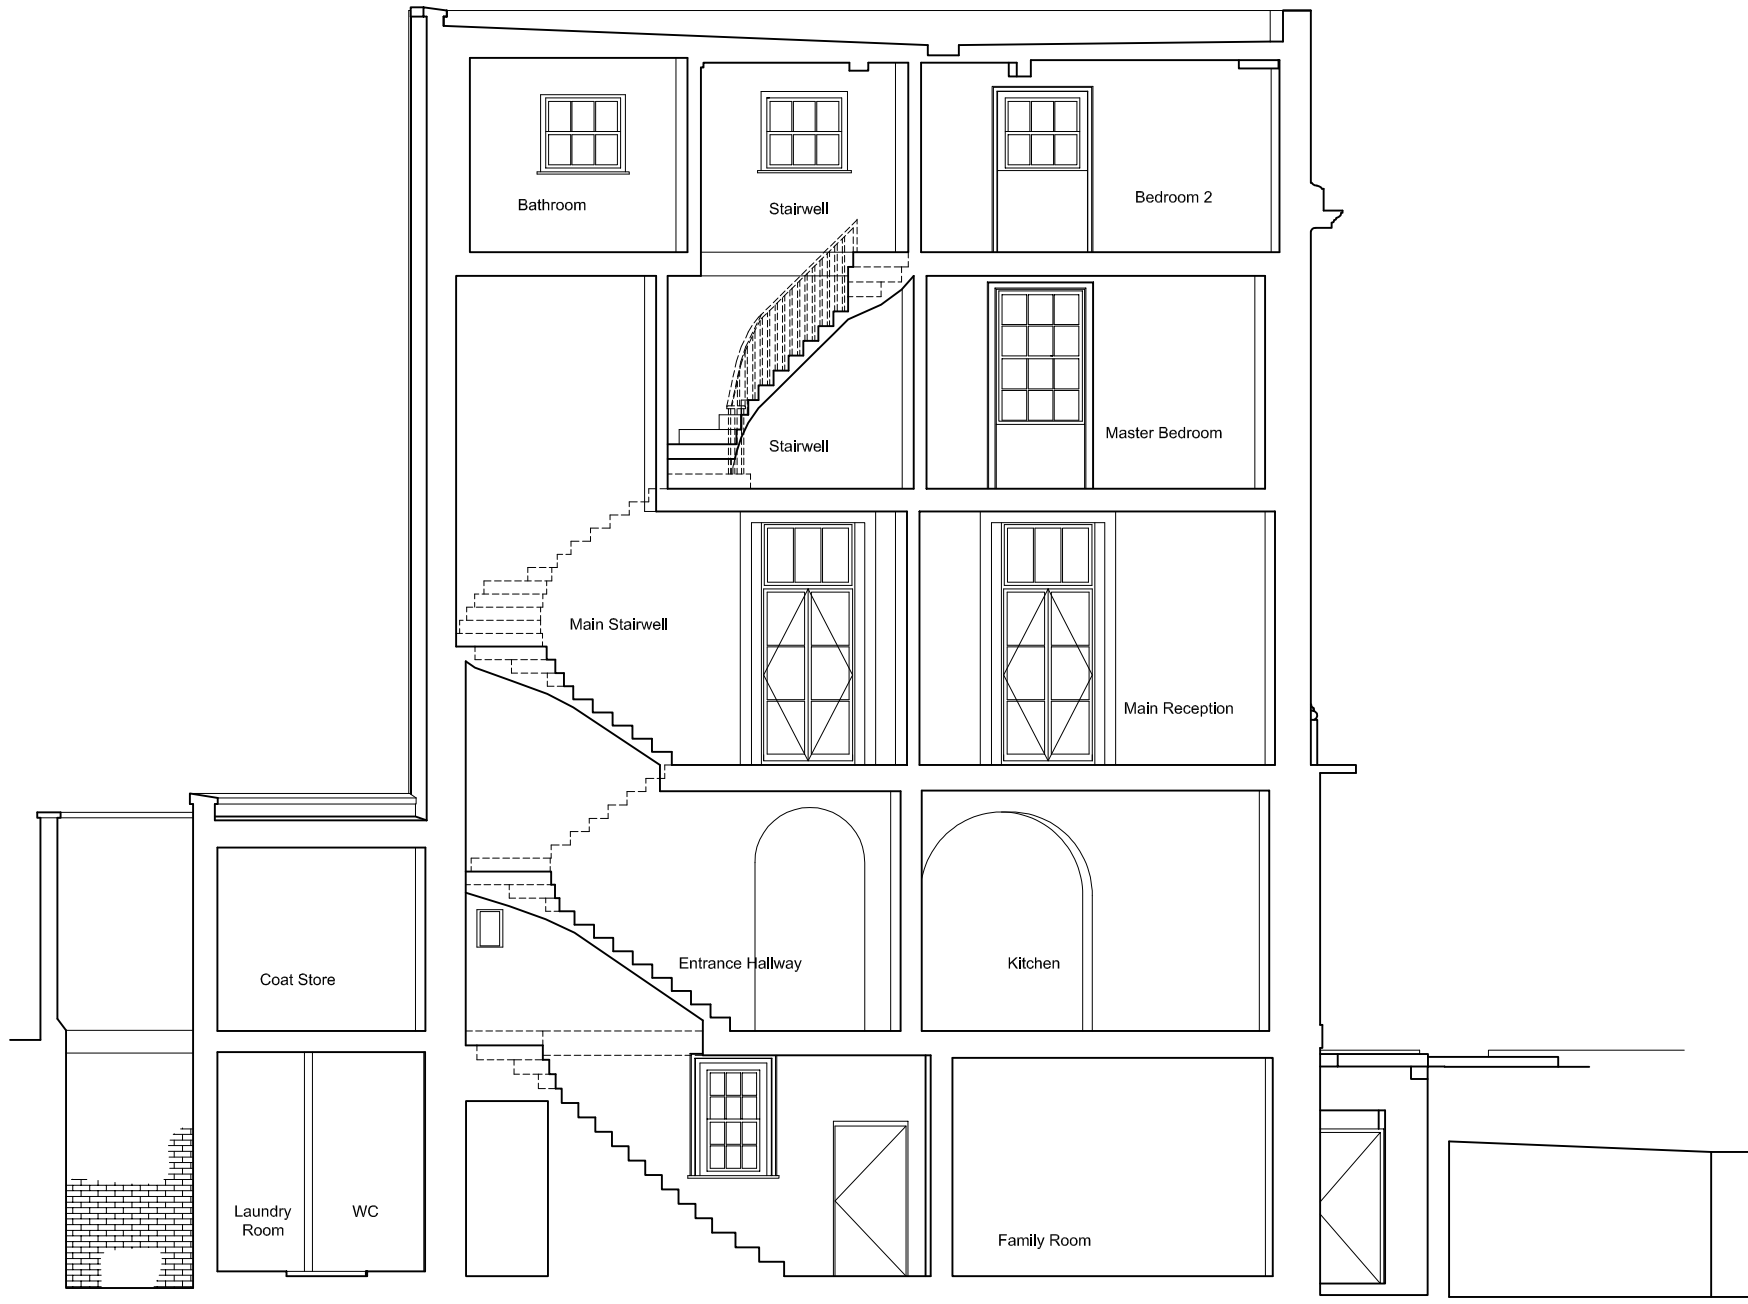 Bathroom
Stairwell
Bedroom 2
Stairwell
Master Bedroom
Main Stairwell
Main Reception
Coat Store
Entrance Hallway
Kitchen
Laundry
Room
WC
Family Room